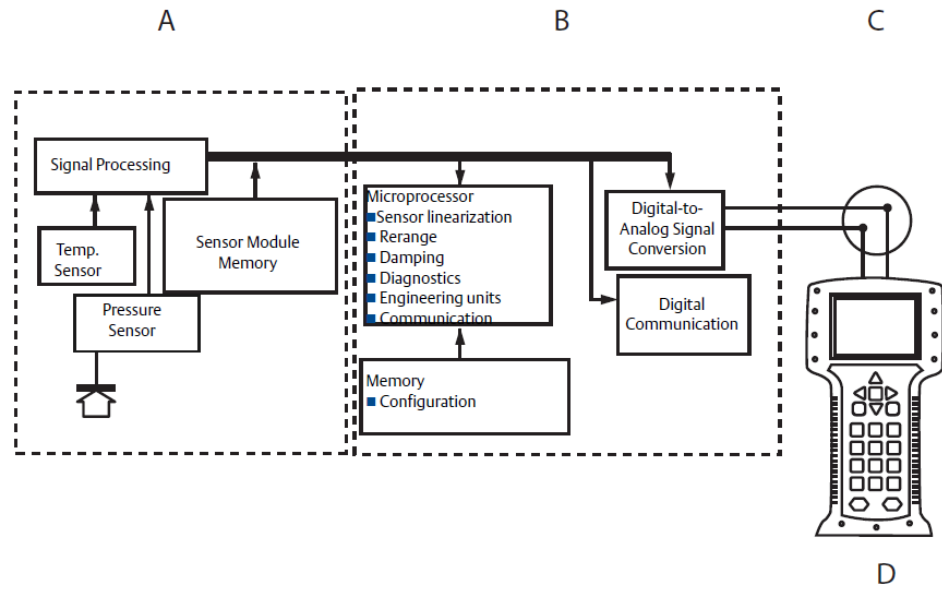 A
B
C
Signal Processing
Temp.
Sensor
Pressure
Sensor
Sensor Module
Memory
Microprocessor
■Sensor linearization
■ Rerange
■ Damping
■ Diagnostics
■ Engineering units
■ Communication
Memory
■ Configuration
Digital-to-
Analog Signal
Conversion
Digital
Communication
D